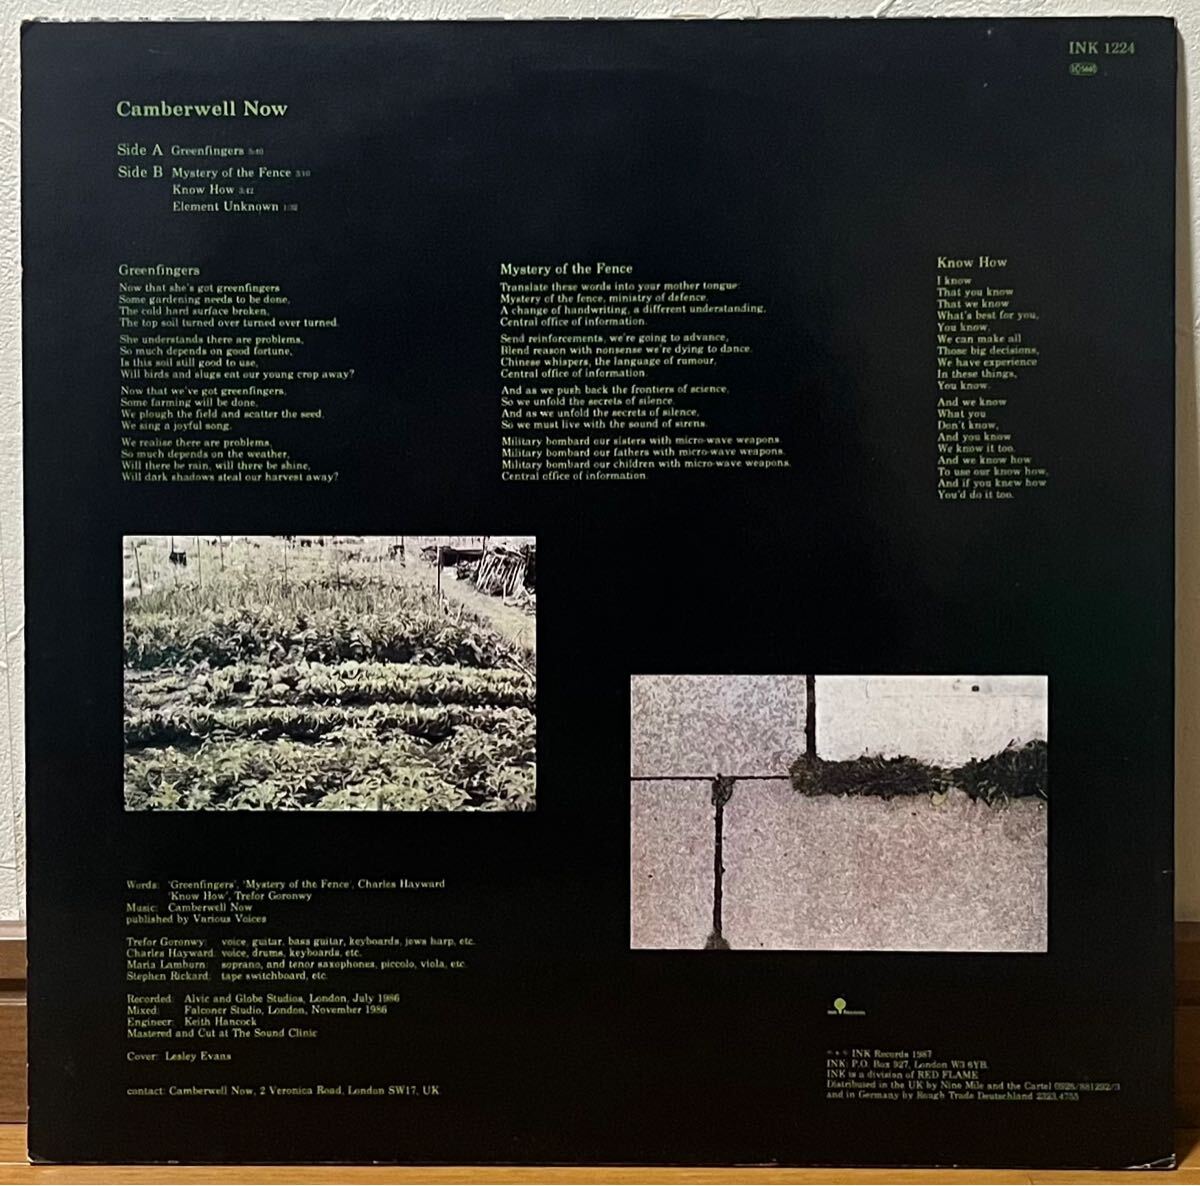 INK 1224
Camberwell Now
Side A Greenfingers
Side B Mystery of the Fence 3:10
Know How 3:42
Element Unknown
Greenfingers
Now that she's got greenfingers
Some gardening needs to be done,
The cold hard surface broken,
The top soil turned over turned over turned.
She understands there are problems,
So much depends on good fortune,
Is this soil still good to use,
Will birds and slugs eat our young crop away?
Now that we've got greenfingers,
Some farming will be done,
We plough the field and scatter the seed,
We sing a joyful song.
We realise there are problems,
So much depends on the weather,
Will there be rain, will there be shine,
Will dark shadows steal our harvest away?
Mystery of the Fence
Translate these words into your mother tongue:
Mystery of the fence, ministry of defence,
A change of handwriting, a different understanding,
Central office of information.
Send reinforcements, we're going to advance,
Blend reason with nonsense we're dying to dance.
Chinese whispers, the language of rumour,
Central office of information.
And as we push back the frontiers of science,
So we unfold the secrets of silence,
And as we unfold the secrets of silence,
So we must live with the sound of sirens.
Military bombard our sisters with micro-wave weapons.
Military bombard our fathers with micro-wave weapons.
Military bombard our children with micro-wave weapons.
Central office of information.
Know How
I know
That you know
That we know
What's best for you,
You know.
We can make all
Those big decisions,
We have experience
In these things,
You know.
And we know
What you
Don't know,
And you know
We know it too.
And we know how
To use our know how,
And if you knew how
You'd do it too.
Words: 'Greenfingers', 'Mystery of the Fence', Charles Hayward
'Know How', Trefor Goronwy
Music: Camberwell Now
published by Various Voices
Trefor Goronwy: voice, guitar, bass guitar, keyboards, jews harp, etc.
Charles Hayward: voice, drums, keyboards, etc.
Maria Lamburn: soprano, and tenor saxophones, piccolo, viola, etc.
Stephen Rickard: tape switchboard, etc.
Recorded: Alvic and Globe Studios, London, July 1986
Mixed: Falconer Studio, London, November 1986
Engineer: Keith Hancock
Mastered and Cut at The Sound Clinic
Cover: Lesley Evans
contact: Camberwell Now, 2 Veronica Road, London SW17, UK.
INK Records 1987
INK: P.O. Box 927, London W3 6YB.
INK is a division of RED FLAME
Distributed in the UK by Nine Mile and the Cartel 0926/881292/3
and in Germany by Rough Trade Deutschland 2323 4755